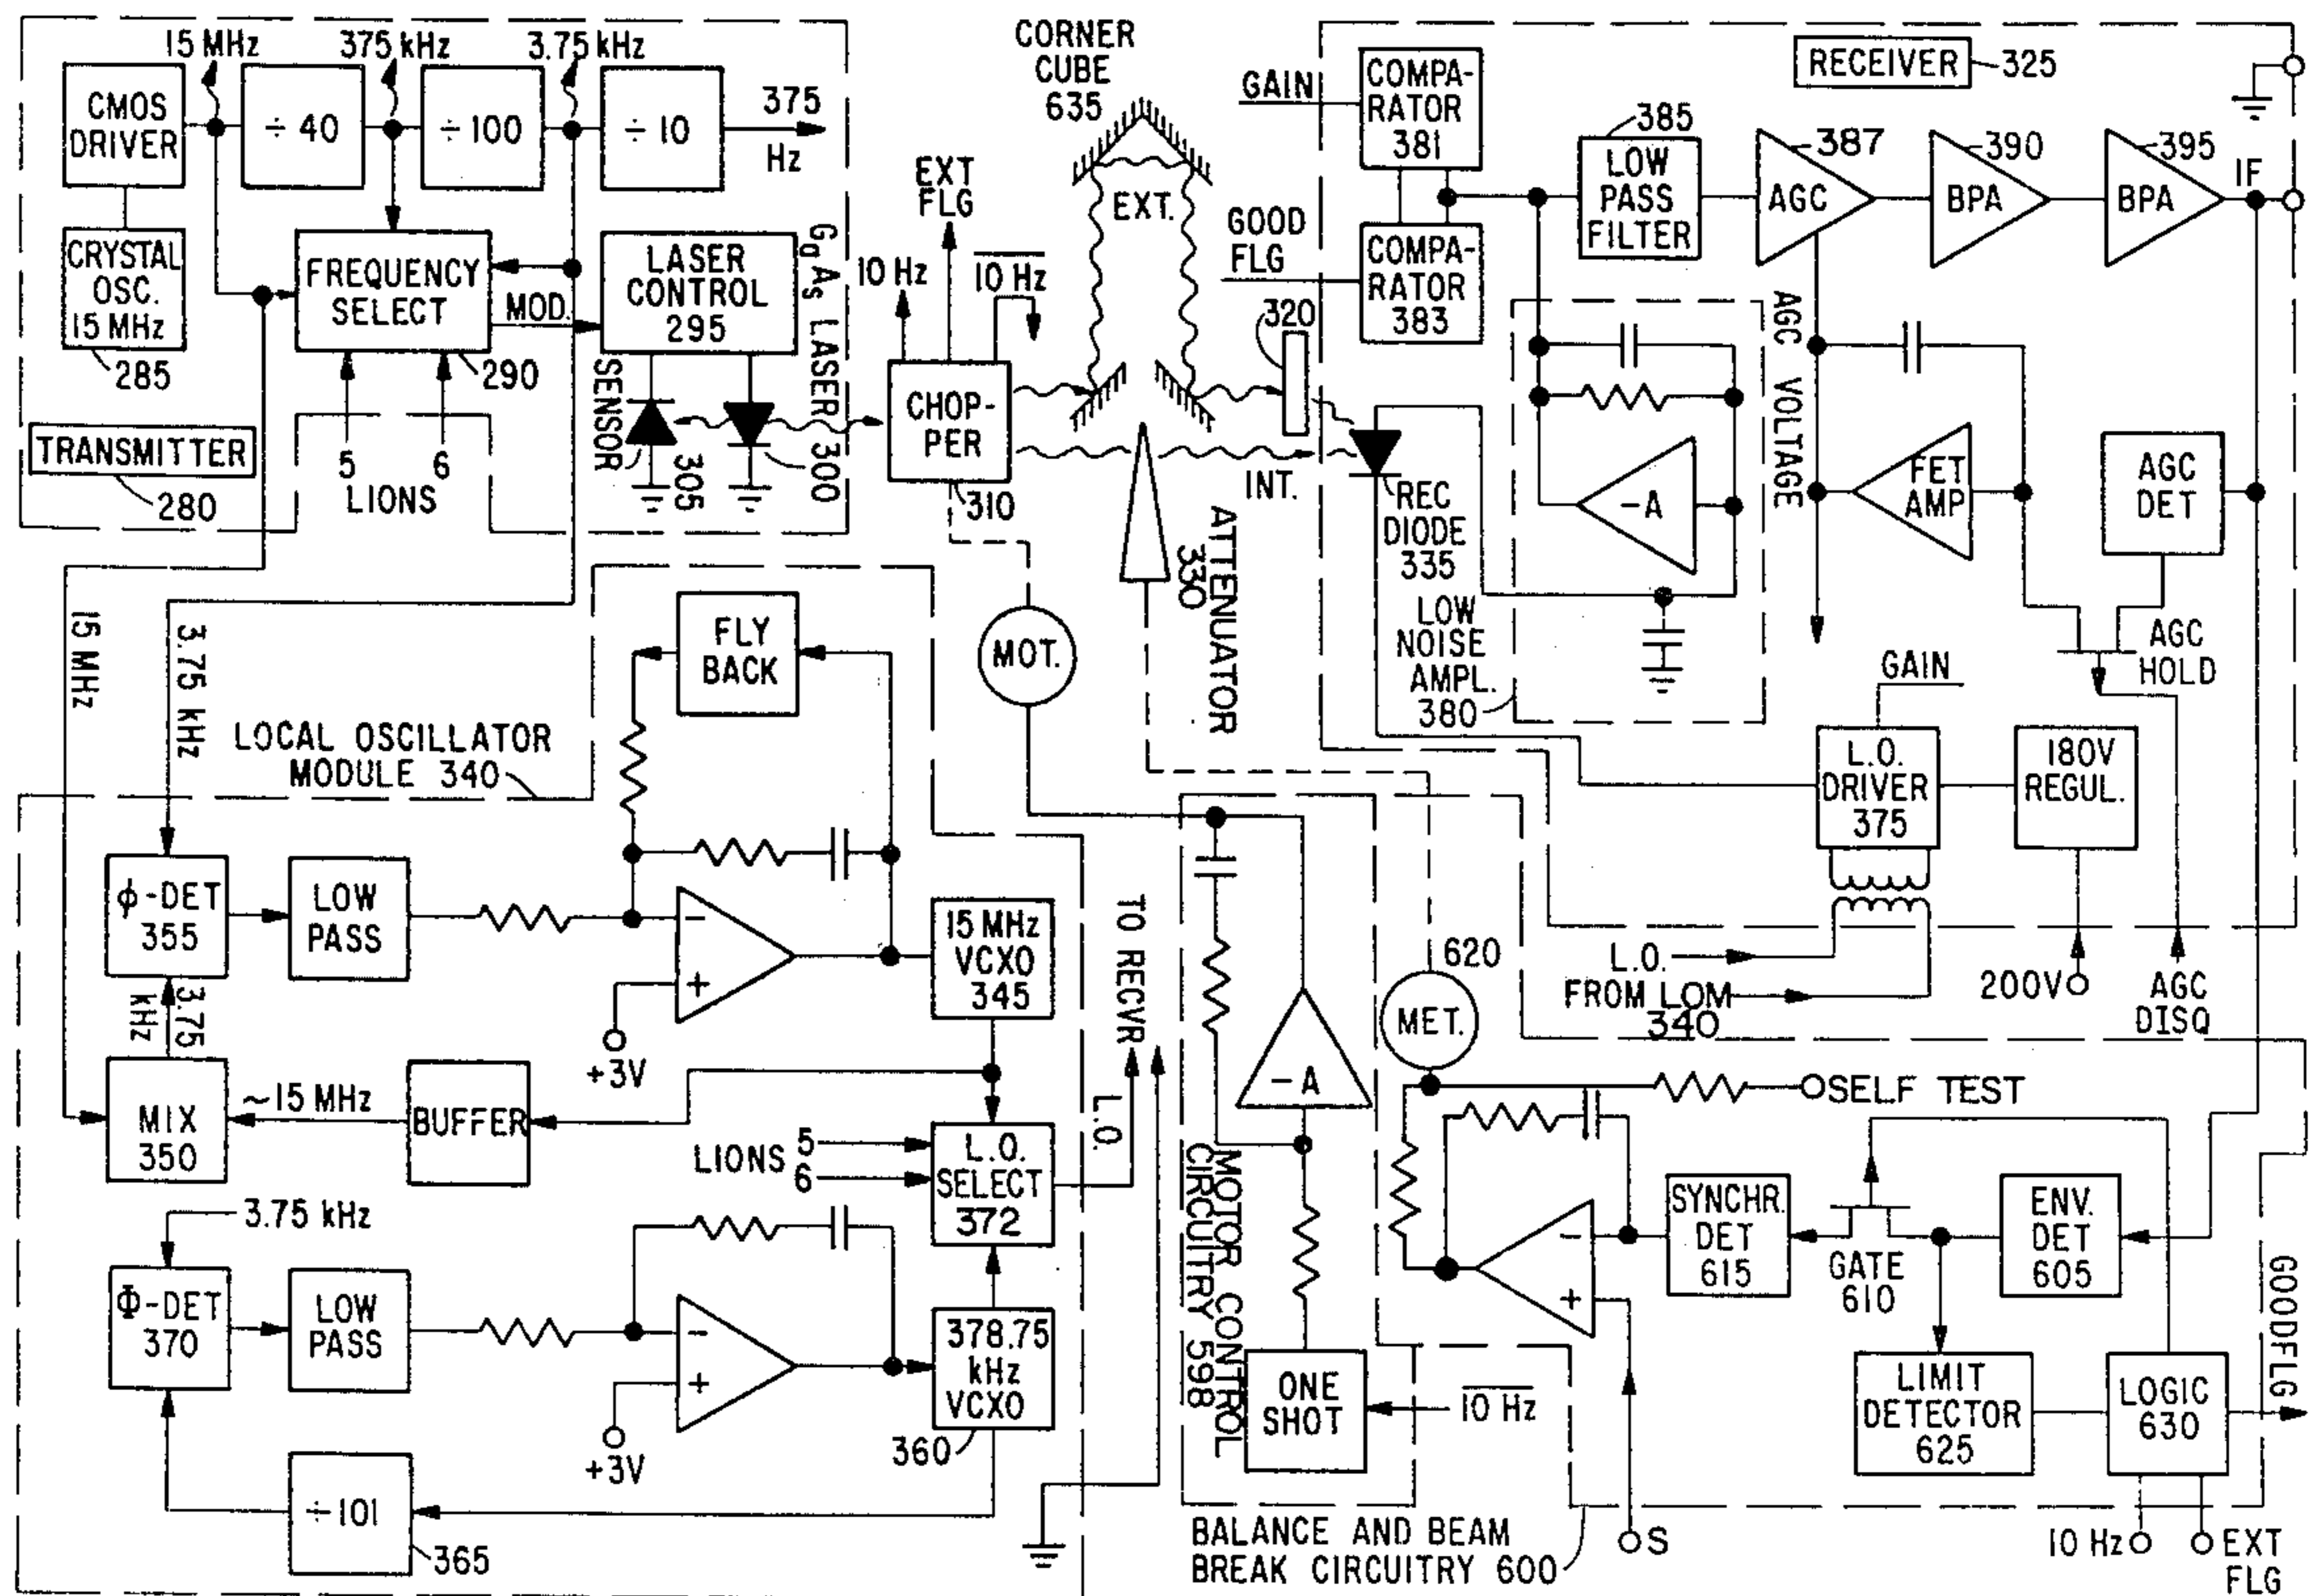 15 MHz
375 kHz
3.75 kHz
CMOS
DRIVER
÷ 40
÷100
÷ 10
375
Hz
CRYSTAL
OSC.
15 MHz
285
FREQUENCY
SELECT
290
MOD.
LASER
CONTROL
295
GaAs LASER 300
SENSOR
305
TRANSMITTER
280
5
6
LIONS
CORNER
CUBE
635
EXT
FLG
10 Hz
10 Hz
EXT.
CHOP-
PER
310
320
INT.
ATTENUATOR
330
MOT.
GAIN
COMPA-
RATOR
381
GOOD
FLG
COMPA-
RATOR
383
RECEIVER
325
385
LOW
PASS
FILTER
AGC
387
BPA
390
BPA
395
IF
AGC VOLTAGE
-A
REC
DIODE
335
LOW
NOISE
AMPL.
380
FET
AMP
AGC
DET
AGC
HOLD
GAIN
L.O.
DRIVER
375
180V
REGUL.
L.O.
FROM LOM
340
200V
AGC
DISQ
15 MHz
3.75 kHz
LOCAL OSCILLATOR
MODULE 340
FLY
BACK
ϕ-DET
355
LOW
PASS
-
+
+3V
15 MHz
VCXO
345
3.75
kHz
MIX
350
~15 MHz
BUFFER
LIONS
5
6
L.O.
SELECT
372
L.O.
TO RECVR
3.75 kHz
Φ-DET
370
LOW
PASS
-
+
+3V
378.75
kHz
VCXO
360
÷101
365
620
MET.
-A
MOTOR CONTROL
CIRCUITRY 598
ONE
SHOT
10 Hz
SELF TEST
-
+
SYNCHR.
DET
615
GATE
610
ENV.
DET
605
LIMIT
DETECTOR
625
LOGIC
630
GOODFLG
BALANCE AND BEAM
BREAK CIRCUITRY 600
S
10 Hz
EXT
FLG